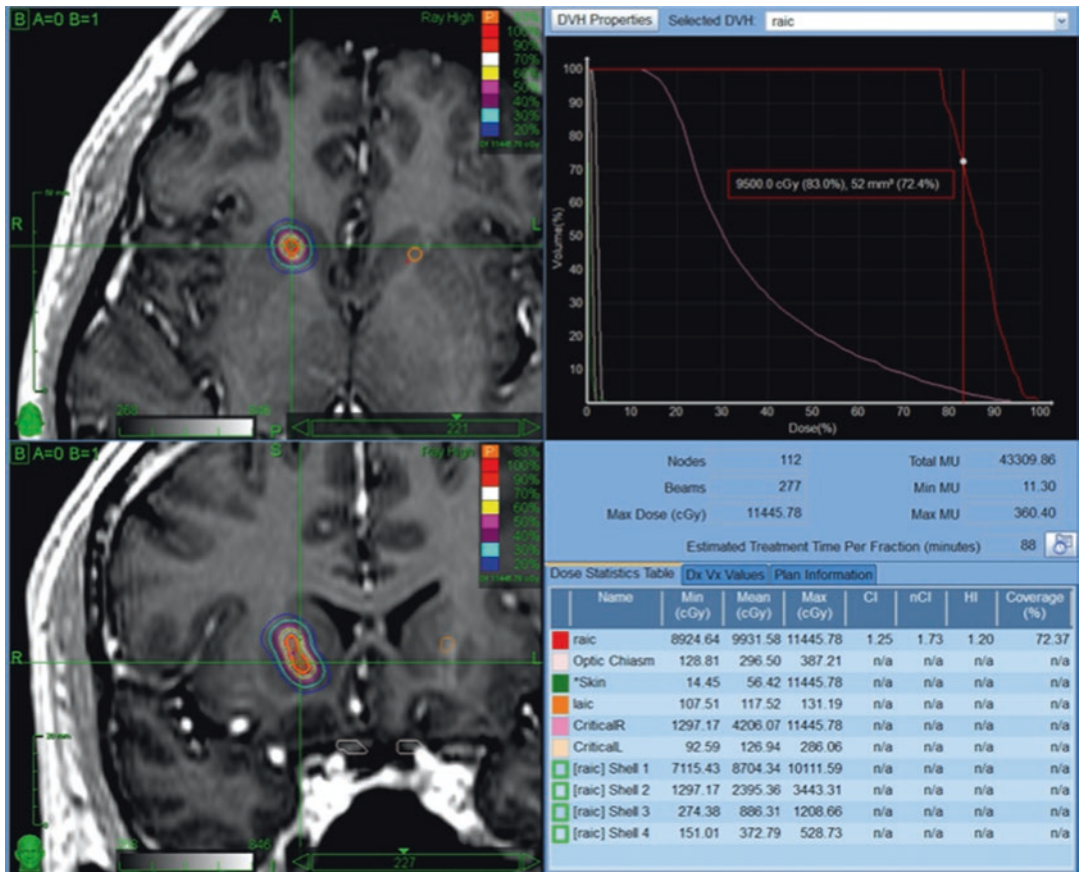 B A=0 B=1
A
Ray High
P
100%
90%
70%
60%
50%
40%
30%
20%
R
L
268
846
P
221
DVH Properties Selected DVH: raic
100
90
80
70
60
50
40
30
20
10
Volume(%)
9500.0 cGy (83.0%), 52 mm³ (72.4%)
0 10 20 30 40 50 60 70 80 90 100
Dose(%)
B A=0 B=1
S
Ray High
P 83%
100%
90%
70%
60%
50%
40%
30%
20%
R
L
227
Nodes 112 Total MU 43309.86
Beams 277 Min MU 11.30
Max Dose (cGy) 11445.78 Max MU 360.40
Estimated Treatment Time Per Fraction (minutes) 88
Dose Statistics Table Dx Vx Values Plan Information
Name Min (cGy) Mean (cGy) Max (cGy) CI nCI HI Coverage (%)
raic 8924.64 9931.58 11445.78 1.25 1.73 1.20 72.37
Optic Chiasm 128.81 296.50 387.21 n/a n/a n/a n/a
*Skin 14.45 56.42 11445.78 n/a n/a n/a n/a
laic 107.51 117.52 131.19 n/a n/a n/a n/a
CriticalR 1297.17 4206.07 11445.78 n/a n/a n/a n/a
CriticalL 92.59 126.94 286.06 n/a n/a n/a n/a
[raic] Shell 1 7115.43 8704.34 10111.59 n/a n/a n/a n/a
[raic] Shell 2 1297.17 2395.36 3443.31 n/a n/a n/a n/a
[raic] Shell 3 274.38 886.31 1208.66 n/a n/a n/a n/a
[raic] Shell 4 151.01 372.79 528.73 n/a n/a n/a n/a